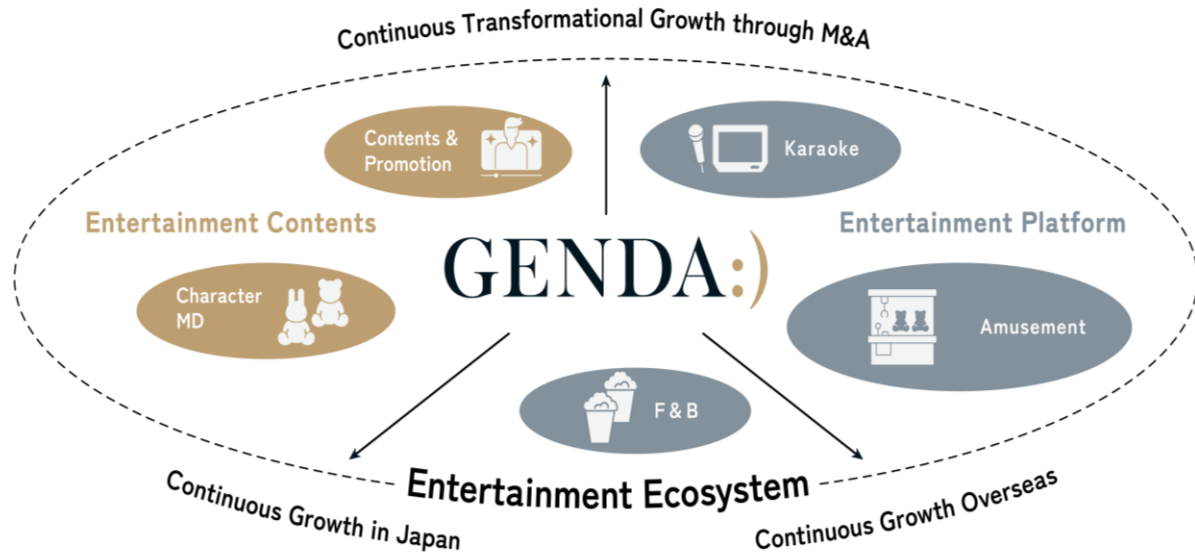 Continuous Transformational Growth through M&A
Contents &
Promotion
Karaoke
Entertainment Contents
Entertainment Platform
GENDA:)
Character
MD
Amusement
F & B
Entertainment Ecosystem
Continuous Growth in Japan
Continuous Growth Overseas